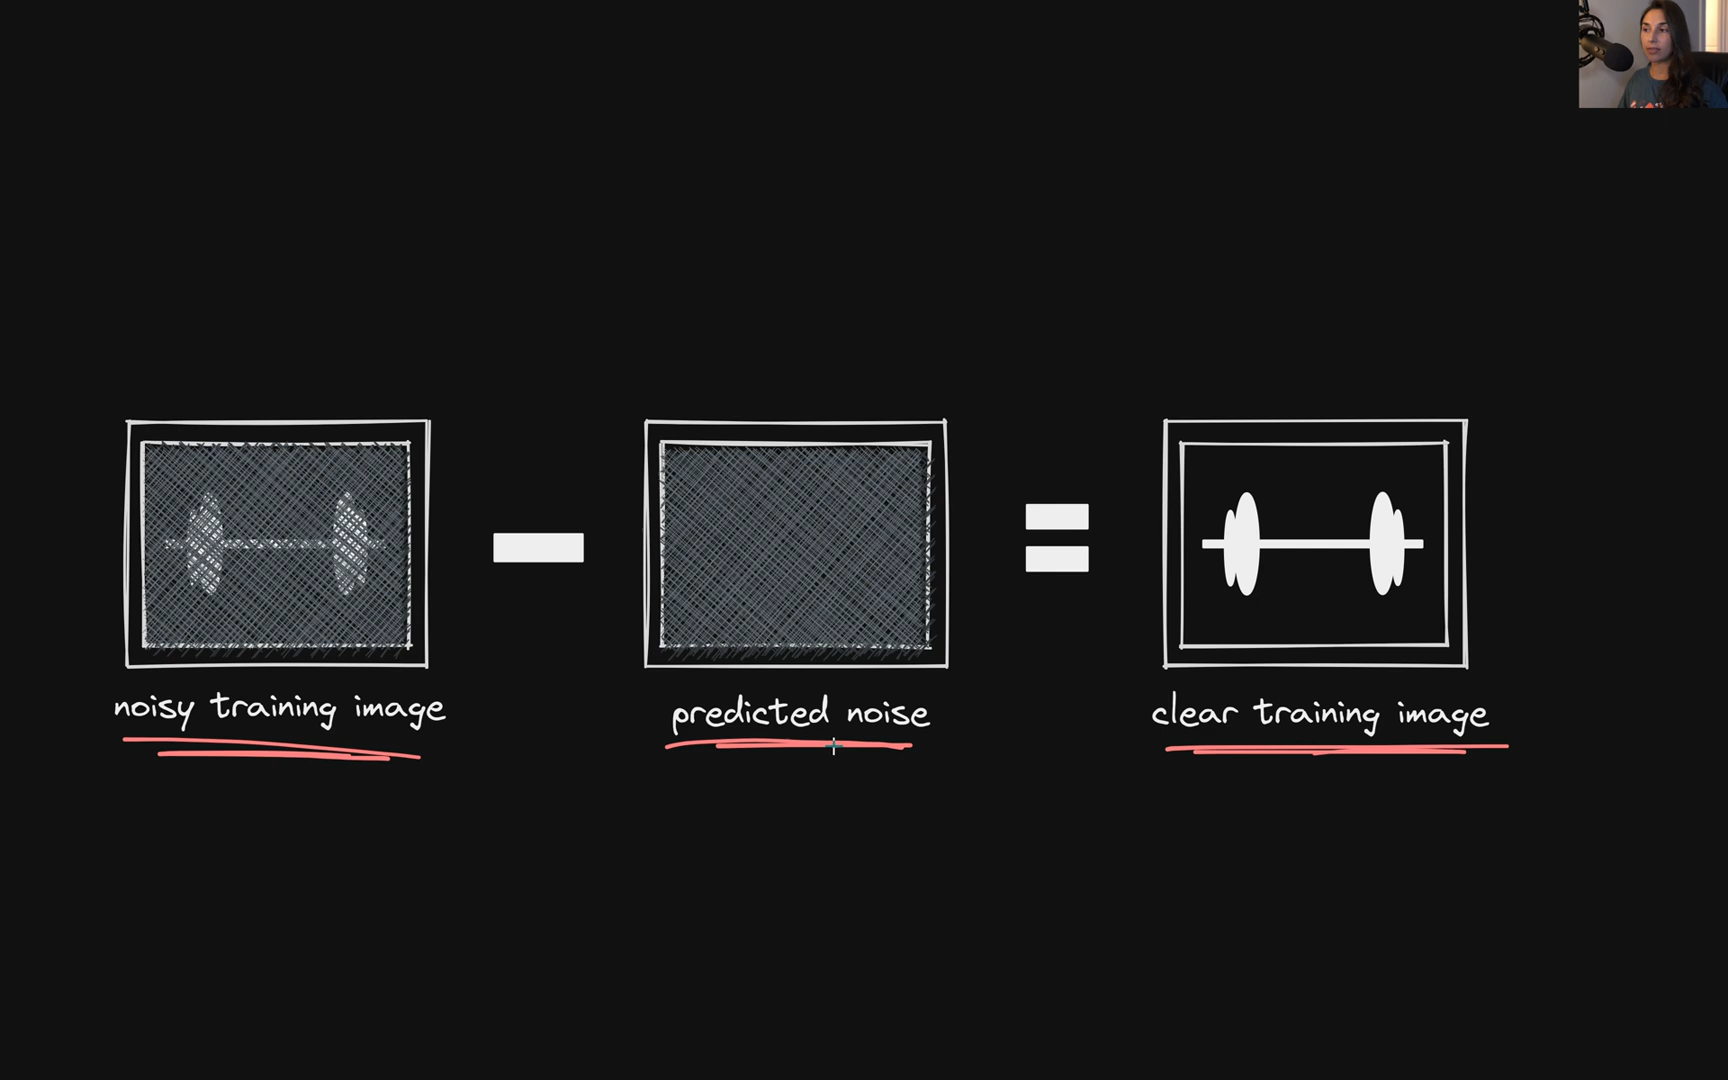 noisy training image
predicted noise
clear training image